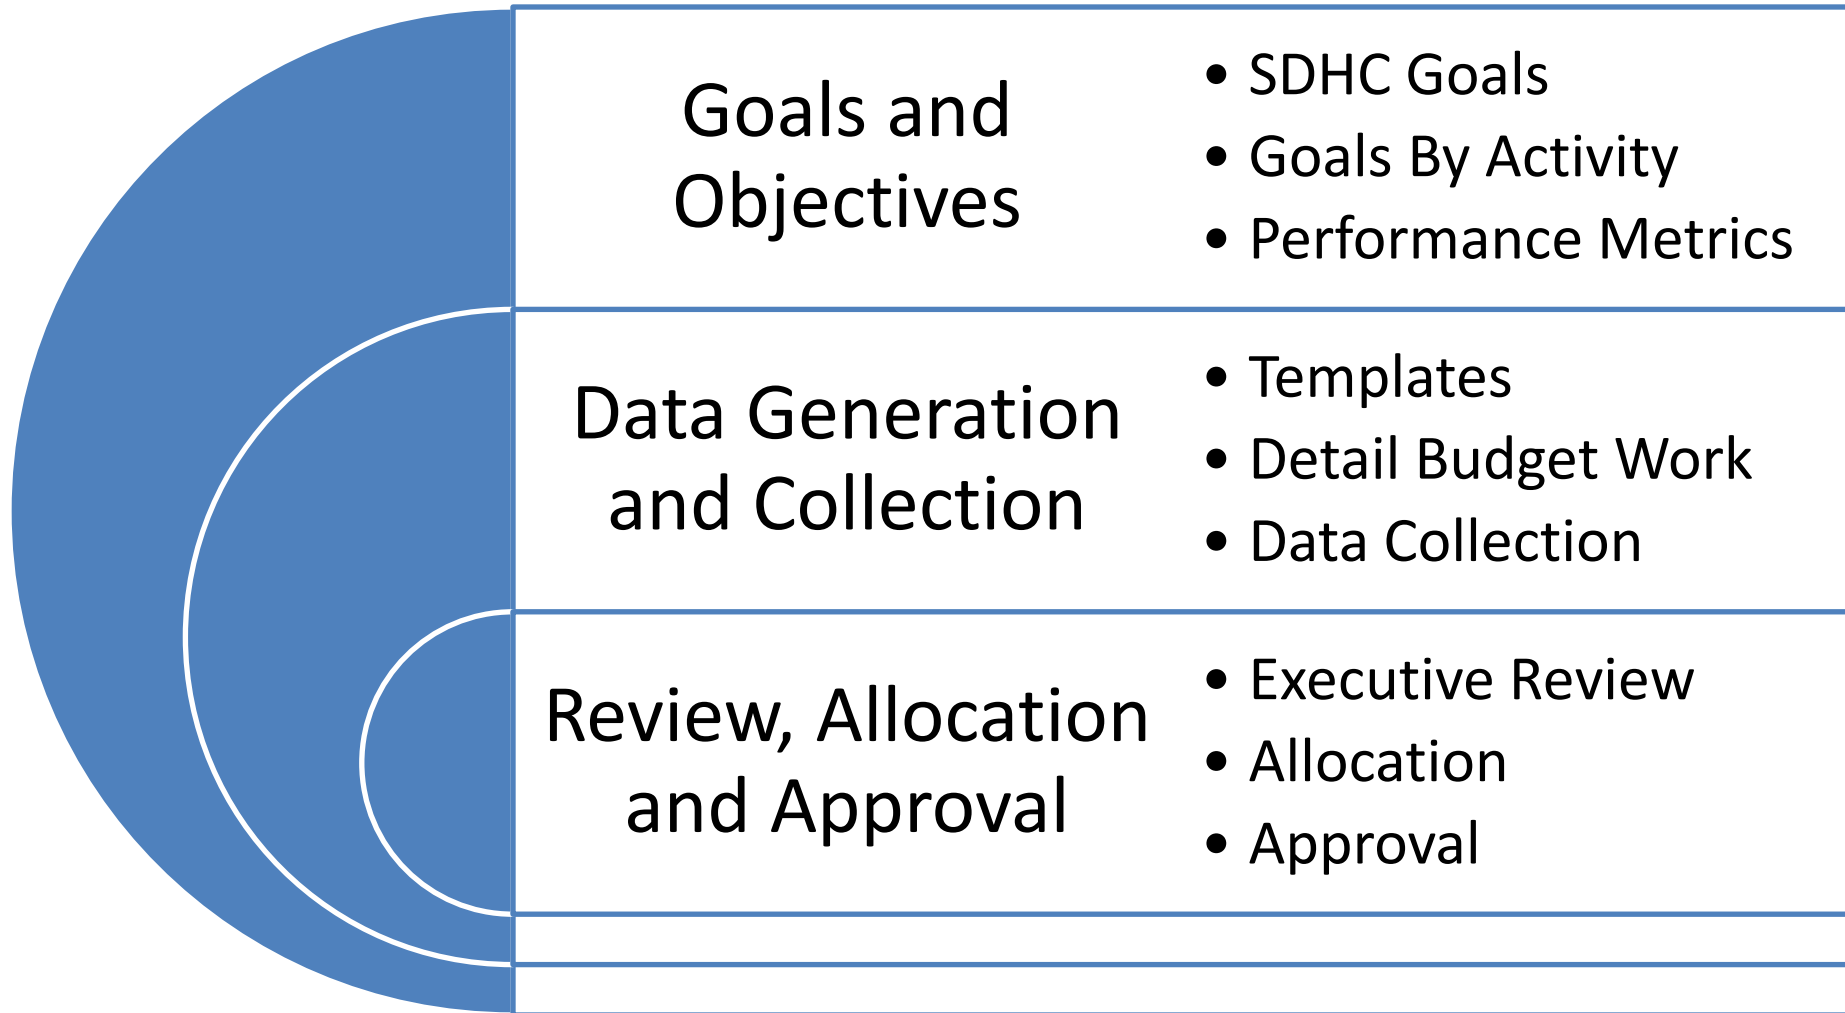 Goals and
Objectives
• SDHC Goals
• Goals By Activity
• Performance Metrics
Data Generation
and Collection
• Templates
• Detail Budget Work
• Data Collection
Review, Allocation
and Approval
• Executive Review
• Allocation
• Approval